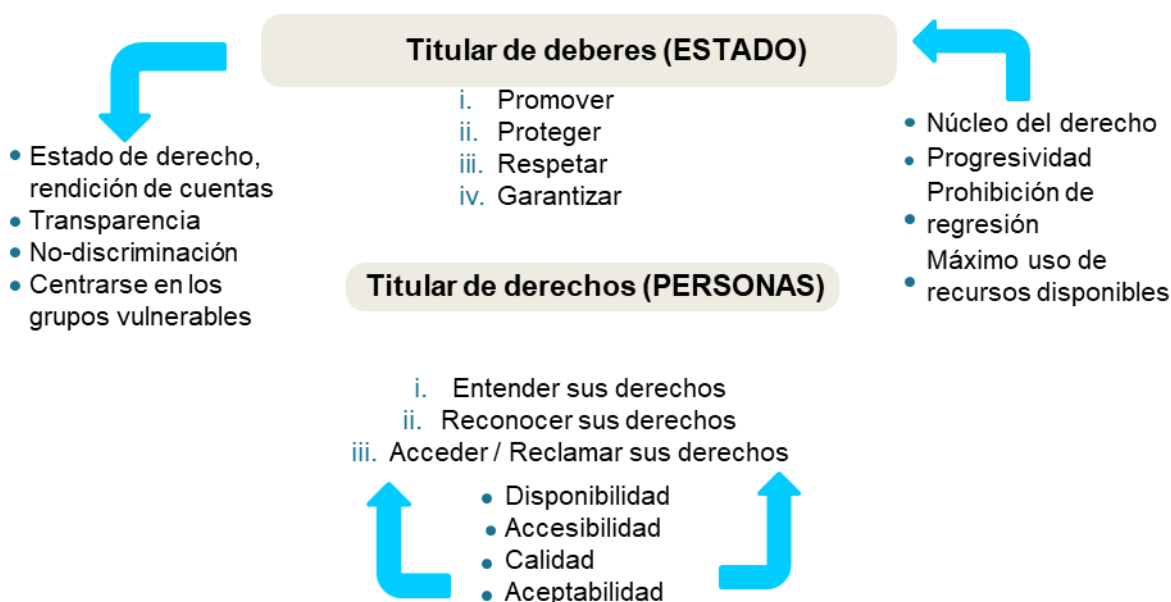 Titular de deberes (ESTADO)
i. Promover
ii. Proteger
iii. Respetar
iv. Garantizar
• Estado de derecho,
rendición de cuentas
• Transparencia
• No-discriminación
• Centrarse en los
grupos vulnerables
• Núcleo del derecho
• Progresividad
Prohibición de
• regresión
Máximo uso de
• recursos disponibles
Titular de derechos (PERSONAS)
i. Entender sus derechos
ii. Reconocer sus derechos
iii. Acceder / Reclamar sus derechos
• Disponibilidad
• Accesibilidad
• Calidad
• Aceptabilidad